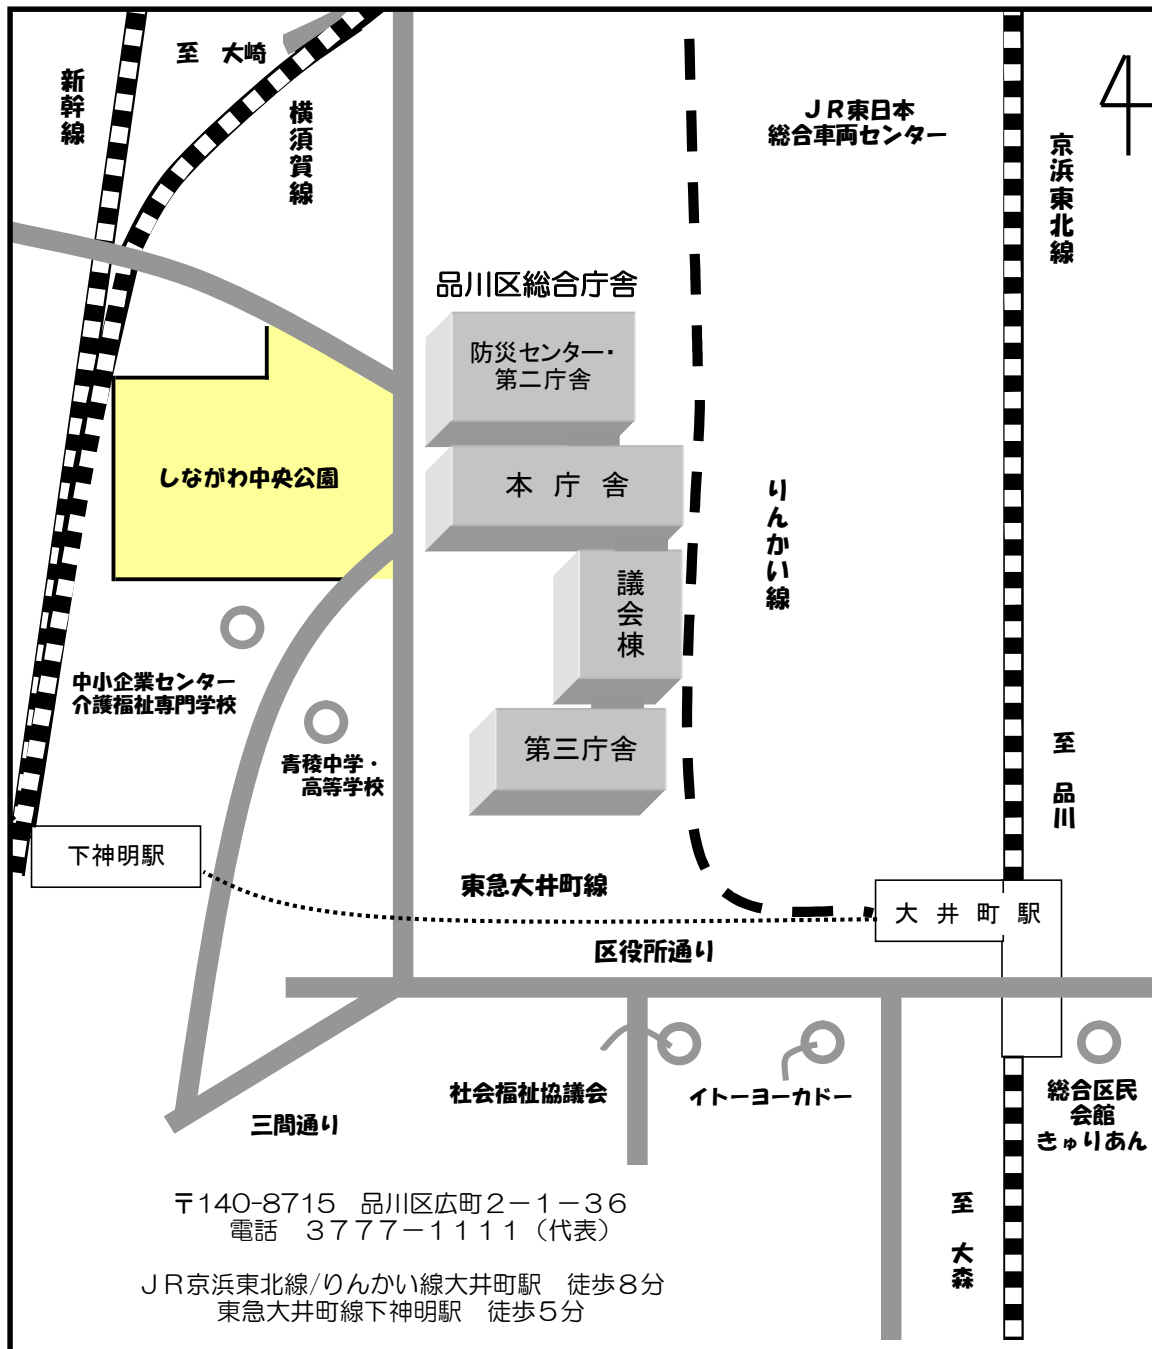 至　大崎
新幹線
横須賀線
ＪＲ東日本
総合車両センター
京浜東北線
品川区総合庁舎
防災センター・
第二庁舎
しながわ中央公園
本 庁 舎
りんかい線
議会棟
中小企業センター
介護福祉専門学校
青稜中学・
高等学校
第三庁舎
至　品川
下神明駅
東急大井町線
大 井 町 駅
区役所通り
社会福祉協議会
イトーヨーカドー
総合区民
会館
きゅりあん
三間通り
至　大森
〒140-8715　品川区広町２－１－３６
電話　３７７７－１１１１（代表）
ＪＲ京浜東北線/りんかい線大井町駅　徒歩８分
東急大井町線下神明駅　徒歩５分